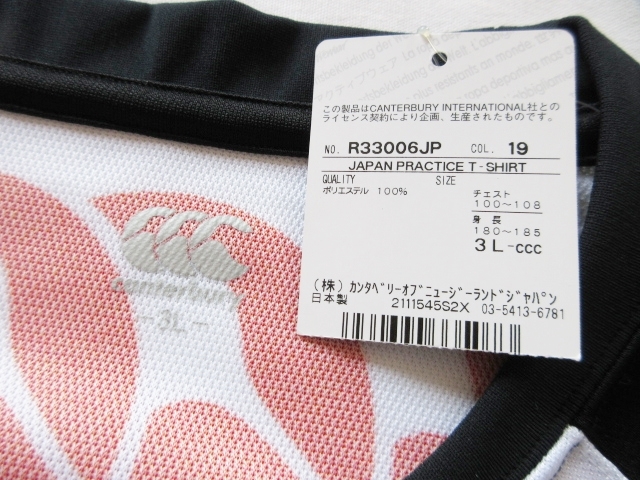 この製品はCANTERBURY INTERNATIONAL社との
ライセンス契約により企画、生産されたものです。
NO. R33006JP COL. 19
JAPAN PRACTICE T-SHIRT
QUALITY SIZE
ポリエステル 100% チェスト
100～108
身 長
180～185
3L-ccc
(株) カンタベリーオブニュージーランドジャパン
日本製 2111545S2X 03-5413-6781
canterbury
3L